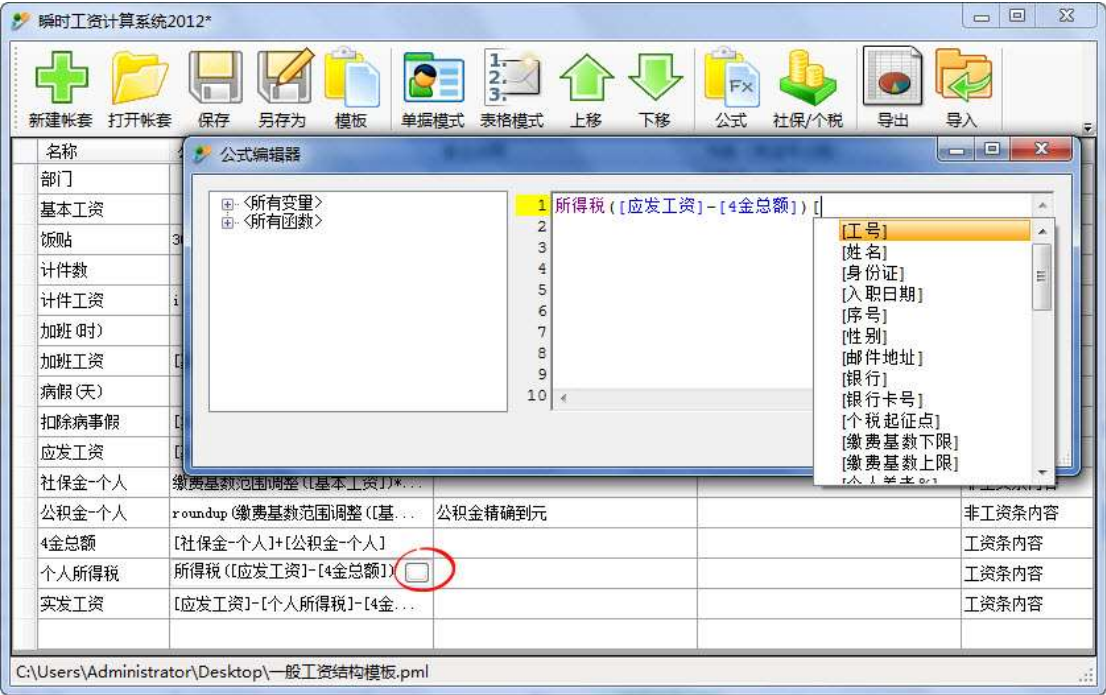 瞬时工资计算系统2012*
新建帐套 打开帐套 保存 另存为 模板 单据模式 表格模式 上移 下移 公式 社保/个税 导出 导入
1.
2.
3.
Fx
名称
公式编辑器
部门
基本工资
饭贴
计件数
计件工资
加班(时)
加班工资
病假(天)
扣除病事假
应发工资
<所有变量>
<所有函数>
1 所得税([应发工资]-[4金总额])[
2
3
4
5
6
7
8
9
10
[工号]
[姓名]
[身份证]
[入职日期]
[序号]
[性别]
[邮件地址]
[银行]
[银行卡号]
[个税起征点]
[缴费基数下限]
[缴费基数上限]
社保金-个人 缴费基数范围调整([基本工资])*...
公积金-个人 roundup(缴费基数范围调整([基... 公积金精确到元 非工资条内容
4金总额 [社保金-个人]+[公积金-个人] 工资条内容
个人所得税 所得税([应发工资]-[4金总额]) 工资条内容
实发工资 [应发工资]-[个人所得税]-[4金... 工资条内容
C:\Users\Administrator\Desktop\一般工资结构模板.pml